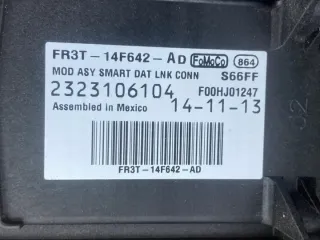 FR3T-14F642-AD FoMoCo 864
MOD ASY SMART DAT LNK CONN S66FF
2323106104 F00HJ01247
Assembled in Mexico 14-11-13
FR3T-14F642-AD